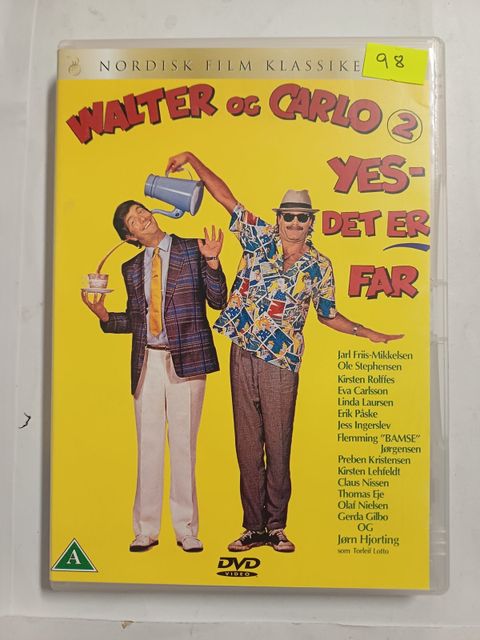 NORDISK FILM KLASSIKE
98
WALTER OG CARLO 2
YES-
DET ER
FAR
Jarl Friis-Mikkelsen
Ole Stephensen
Kirsten Rolffes
Eva Carlsson
Linda Laursen
Erik Påske
Jess Ingerslev
Flemming "BAMSE"
Jørgensen
Preben Kristensen
Kirsten Lehfeldt
Claus Nissen
Thomas Eje
Olaf Nielsen
Gerda Gilbo
OG
Jørn Hjorting
som Torleif Lotto
A
DVD
VIDEO